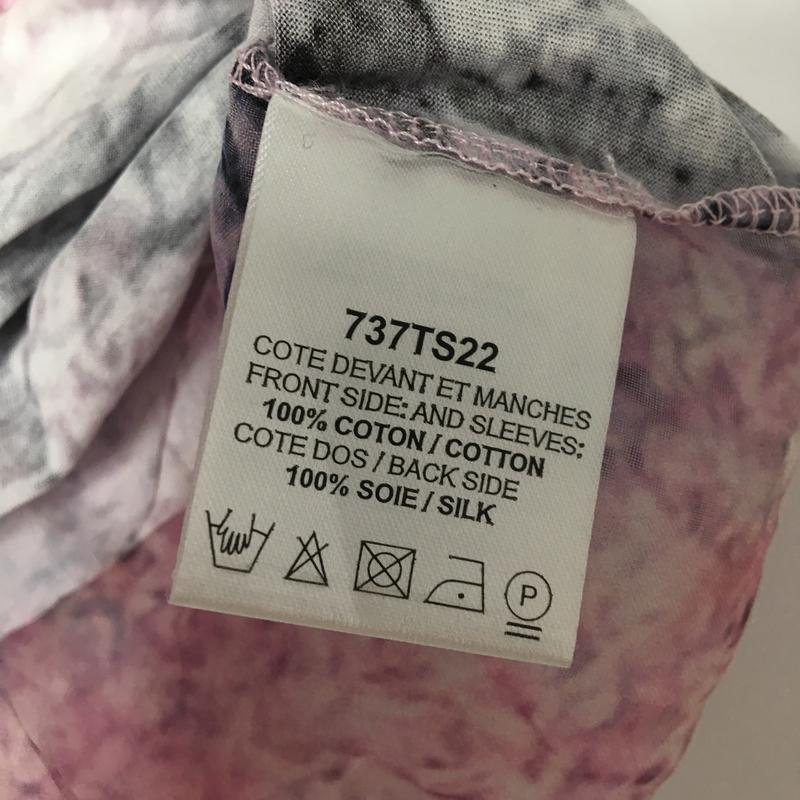 737TS22
COTE DEVANT ET MANCHES
FRONT SIDE: AND SLEEVES:
100% COTON / COTTON
COTE DOS / BACK SIDE
100% SOIE / SILK
P